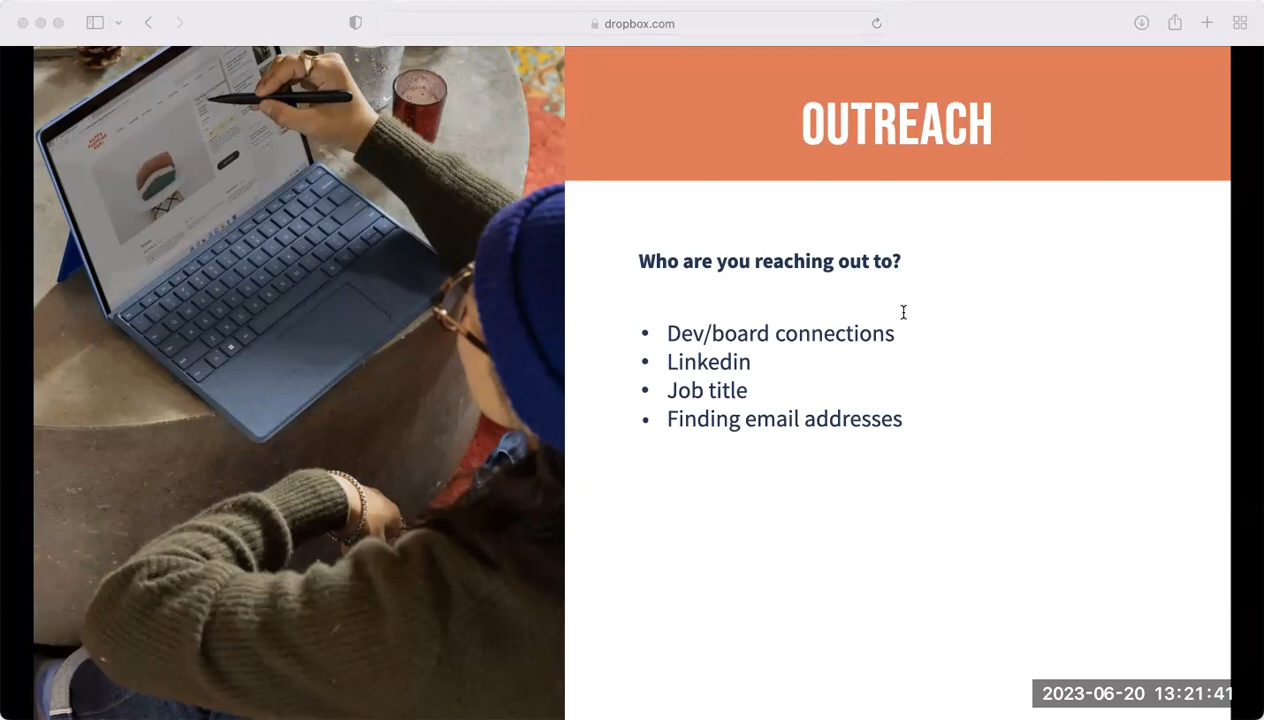 dropbox.com
OUTREACH
Who are you reaching out to?
• Dev/board connections
• Linkedin
• Job title
• Finding email addresses
2023-06-20 13:21:41